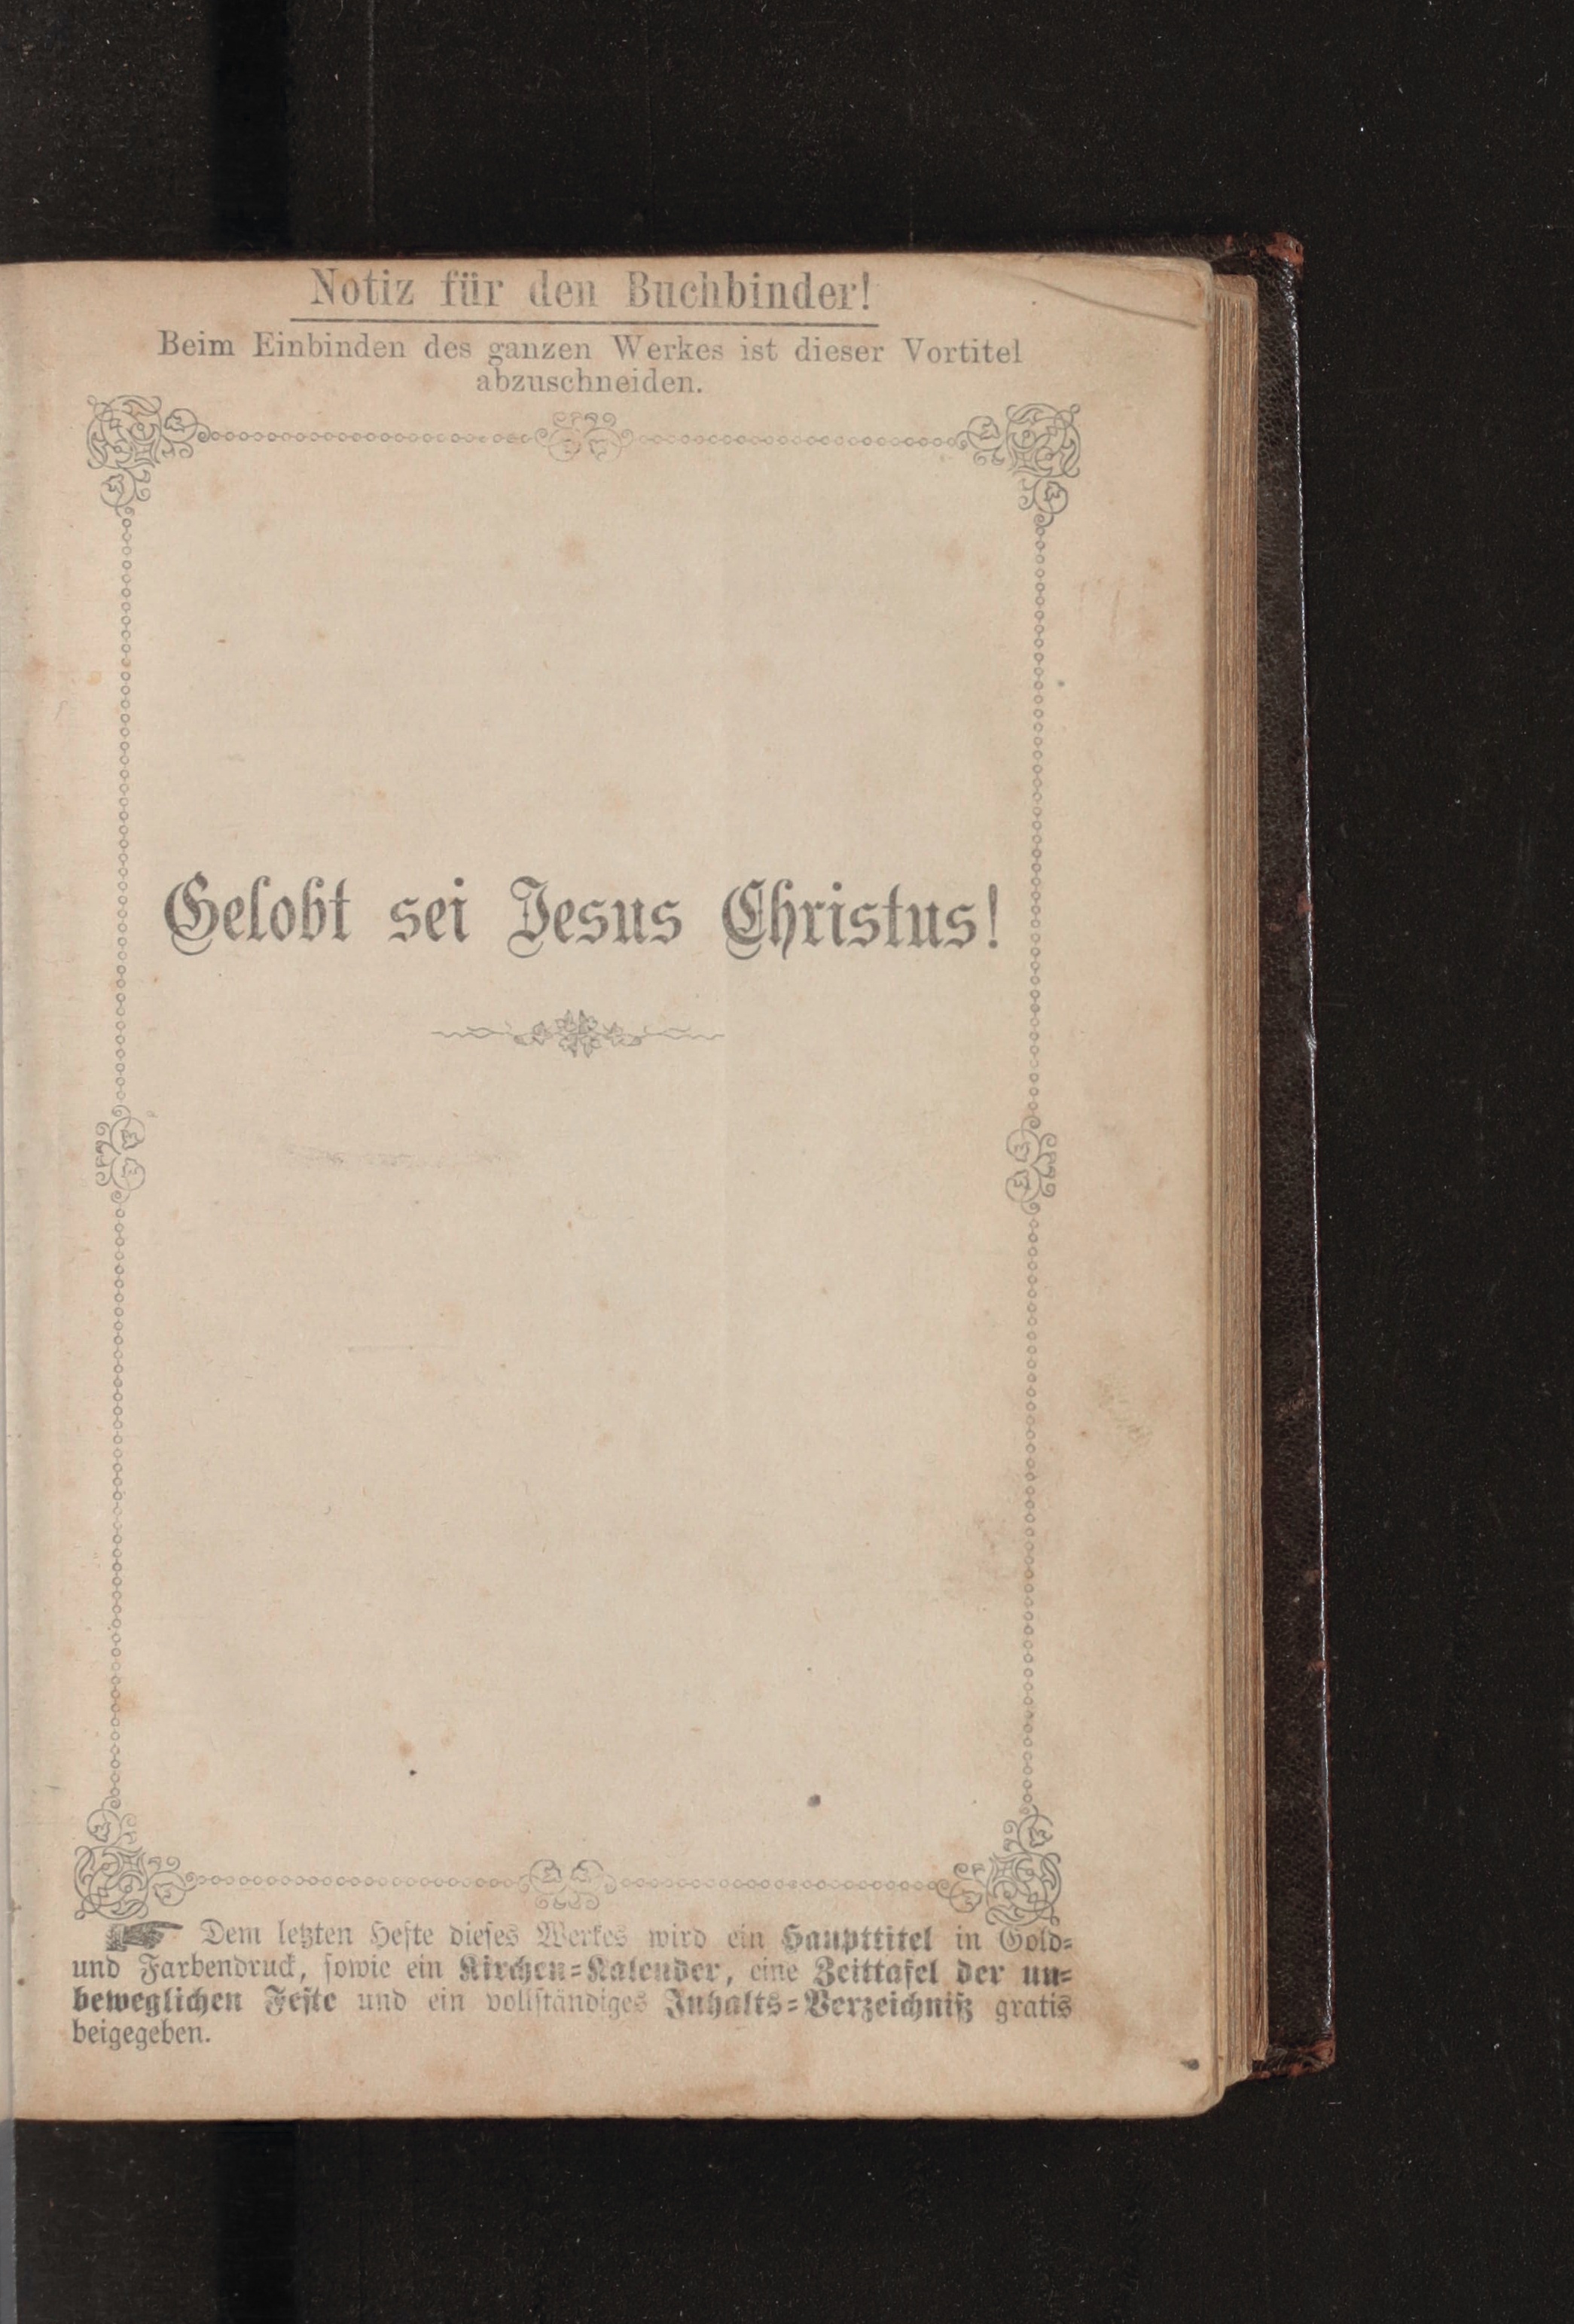 Notiz für den Buchbinder!
Beim Einbinden des ganzen Werkes ist dieser Vortitel
abzuschneiden.
Gelobt sei Jesus Christus!
☛ Dem letzten Hefte dieses Werkes wird ein Haupttitel in Gold-
und Farbendruck, sowie ein Kirchen-Kalender, eine Zeittafel der un-
beweglichen Feste und ein vollständiges Inhalts-Verzeichniß gratis
beigegeben.